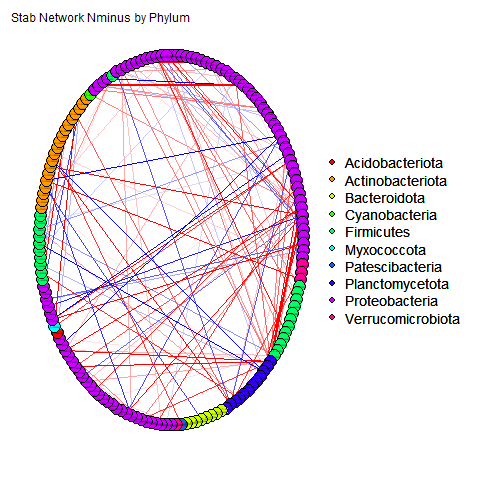 Stab Network Nminus by Phylum
Acidobacteriota
Actinobacteriota
Bacteroidota
Cyanobacteria
Firmicutes
Myxococcota
Patescibacteria
Planctomycetota
Proteobacteria
Verrucomicrobiota